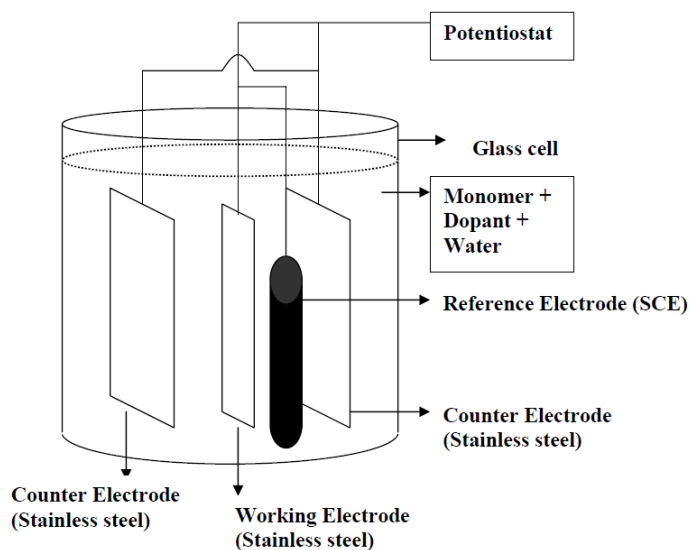 Potentiostat
Glass cell
Monomer +
Dopant +
Water
Reference Electrode (SCE)
Counter Electrode
(Stainless steel)
Counter Electrode
(Stainless steel)
Working Electrode
(Stainless steel)